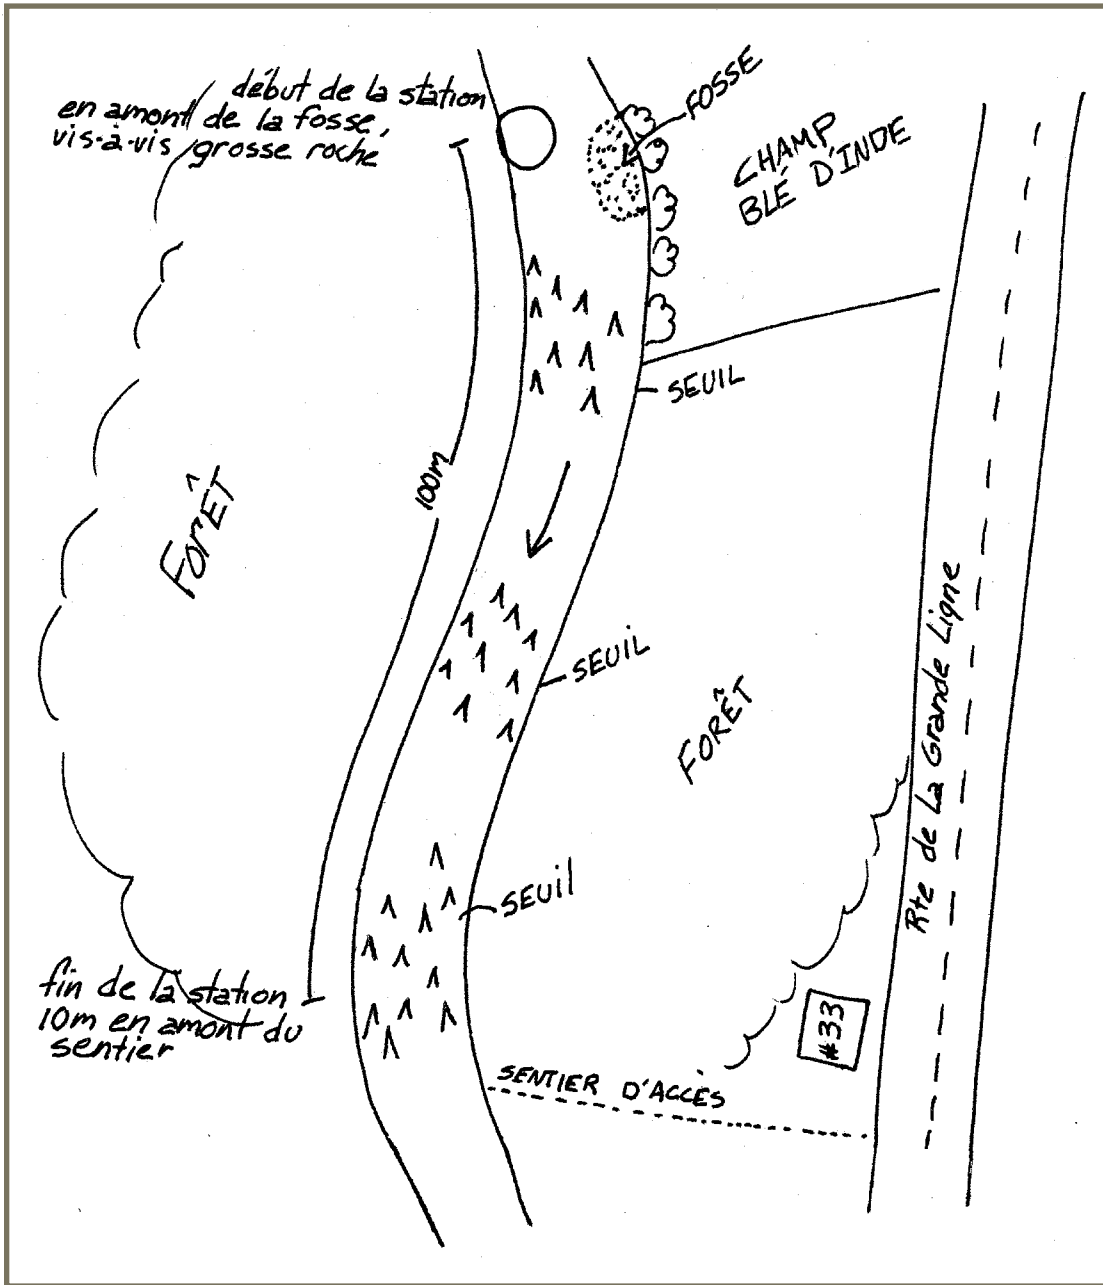 début de la station
en amont de la fosse,
vis-à-vis grosse roche
FOSSE
CHAMP
BLÉ D'INDE
SEUIL
100m
FORÊT
SEUIL
FORÊT
Rte de La Grande Ligne
SEUIL
fin de la station
10m en amont du
sentier
#33
SENTIER D'ACCÈS